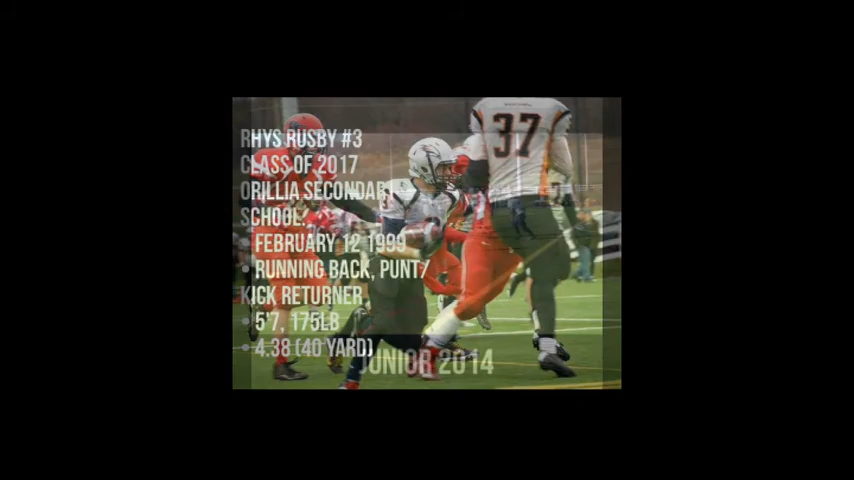 RHYS RUSBY #3
CLASS OF 2017
ORILLIA SECONDARY
SCHOOL.
• FEBRUARY 12 1999
• RUNNING BACK, PUNT/
KICK RETURNER
• 5'7, 175LB
• 4.38 (40 YARD)
JUNIOR 2014
37